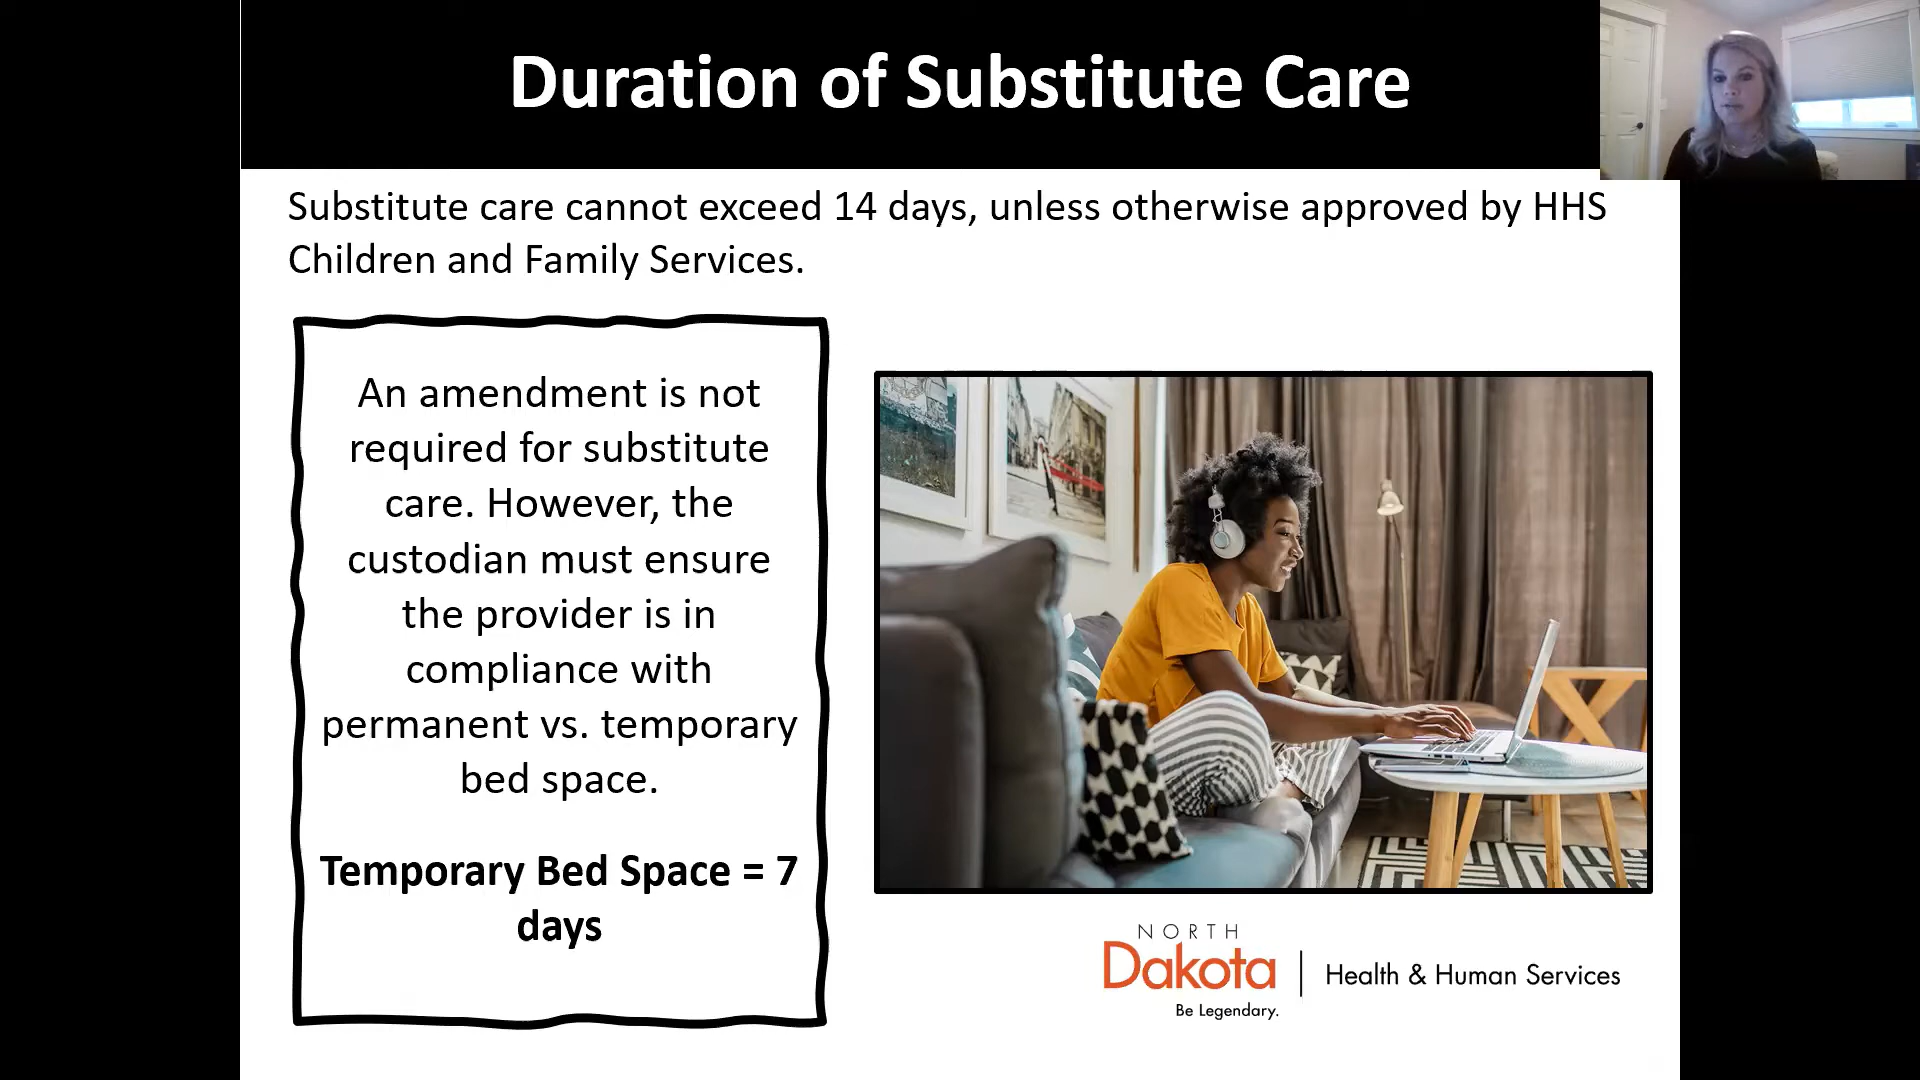 Duration of Substitute Care
Substitute care cannot exceed 14 days, unless otherwise approved by HHS
Children and Family Services.
An amendment is not
required for substitute
care. However, the
custodian must ensure
the provider is in
compliance with
permanent vs. temporary
bed space.
Temporary Bed Space = 7
days
NORTH
Dakota
Be Legendary.
Health & Human Services